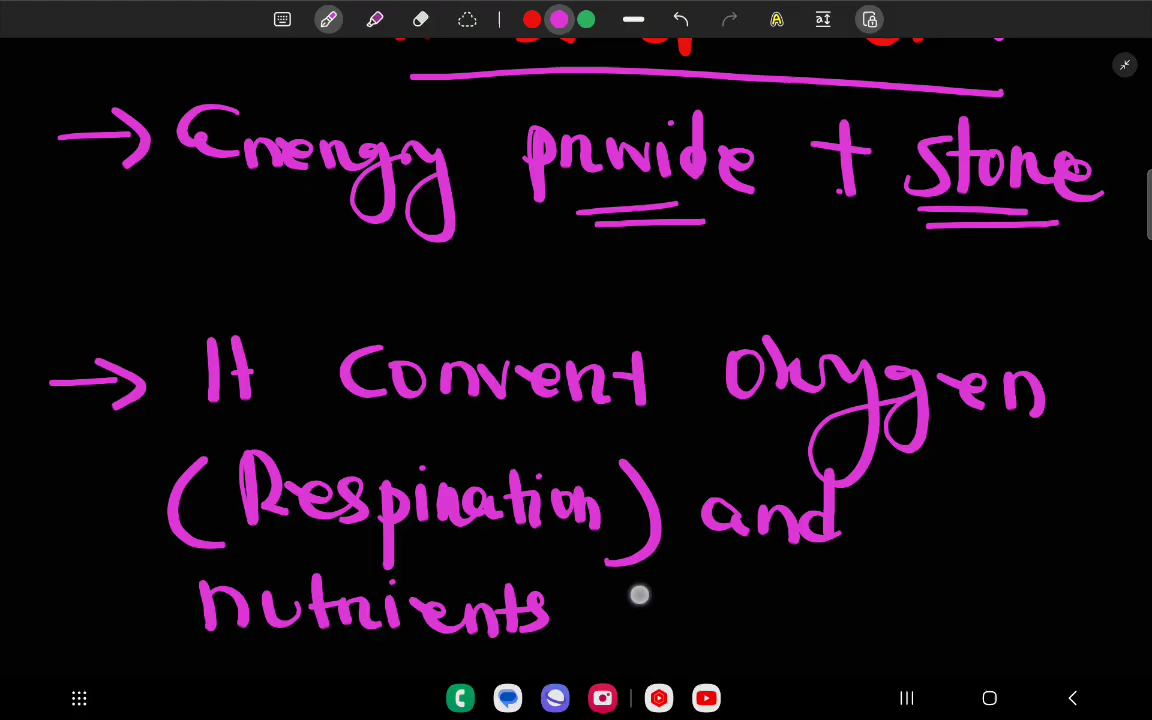 → Energy provide + store
→ It convert oxygen
(Respiration) and
nutrients